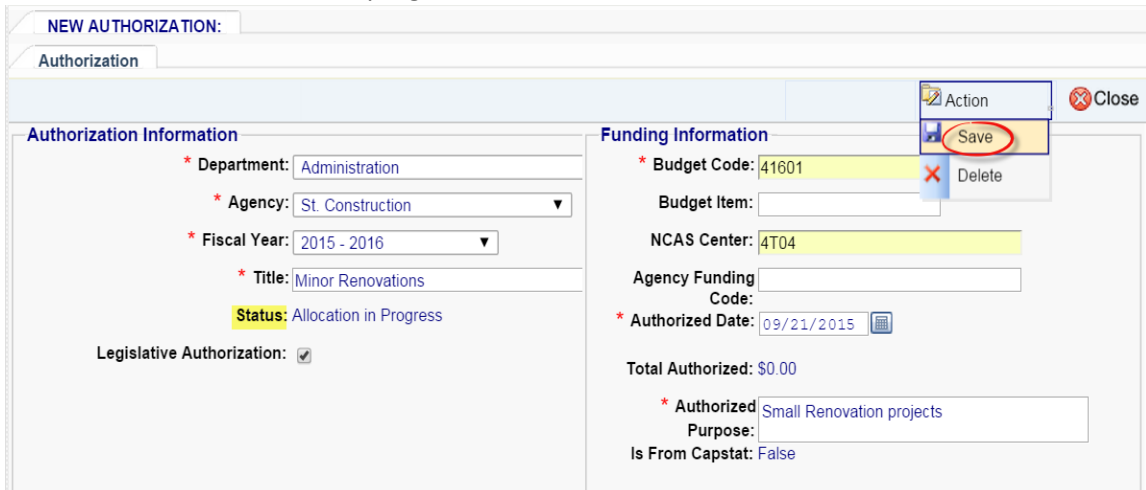 NEW AUTHORIZATION:
Authorization
Action
Close
Save
Delete
Authorization Information
* Department: Administration
* Agency: St. Construction
* Fiscal Year: 2015 - 2016
* Title: Minor Renovations
Status: Allocation in Progress
Legislative Authorization:
Funding Information
* Budget Code: 41601
Budget Item:
NCAS Center: 4T04
Agency Funding
Code:
* Authorized Date: 09/21/2015
Total Authorized: $0.00
* Authorized
Purpose: Small Renovation projects
Is From Capstat: False